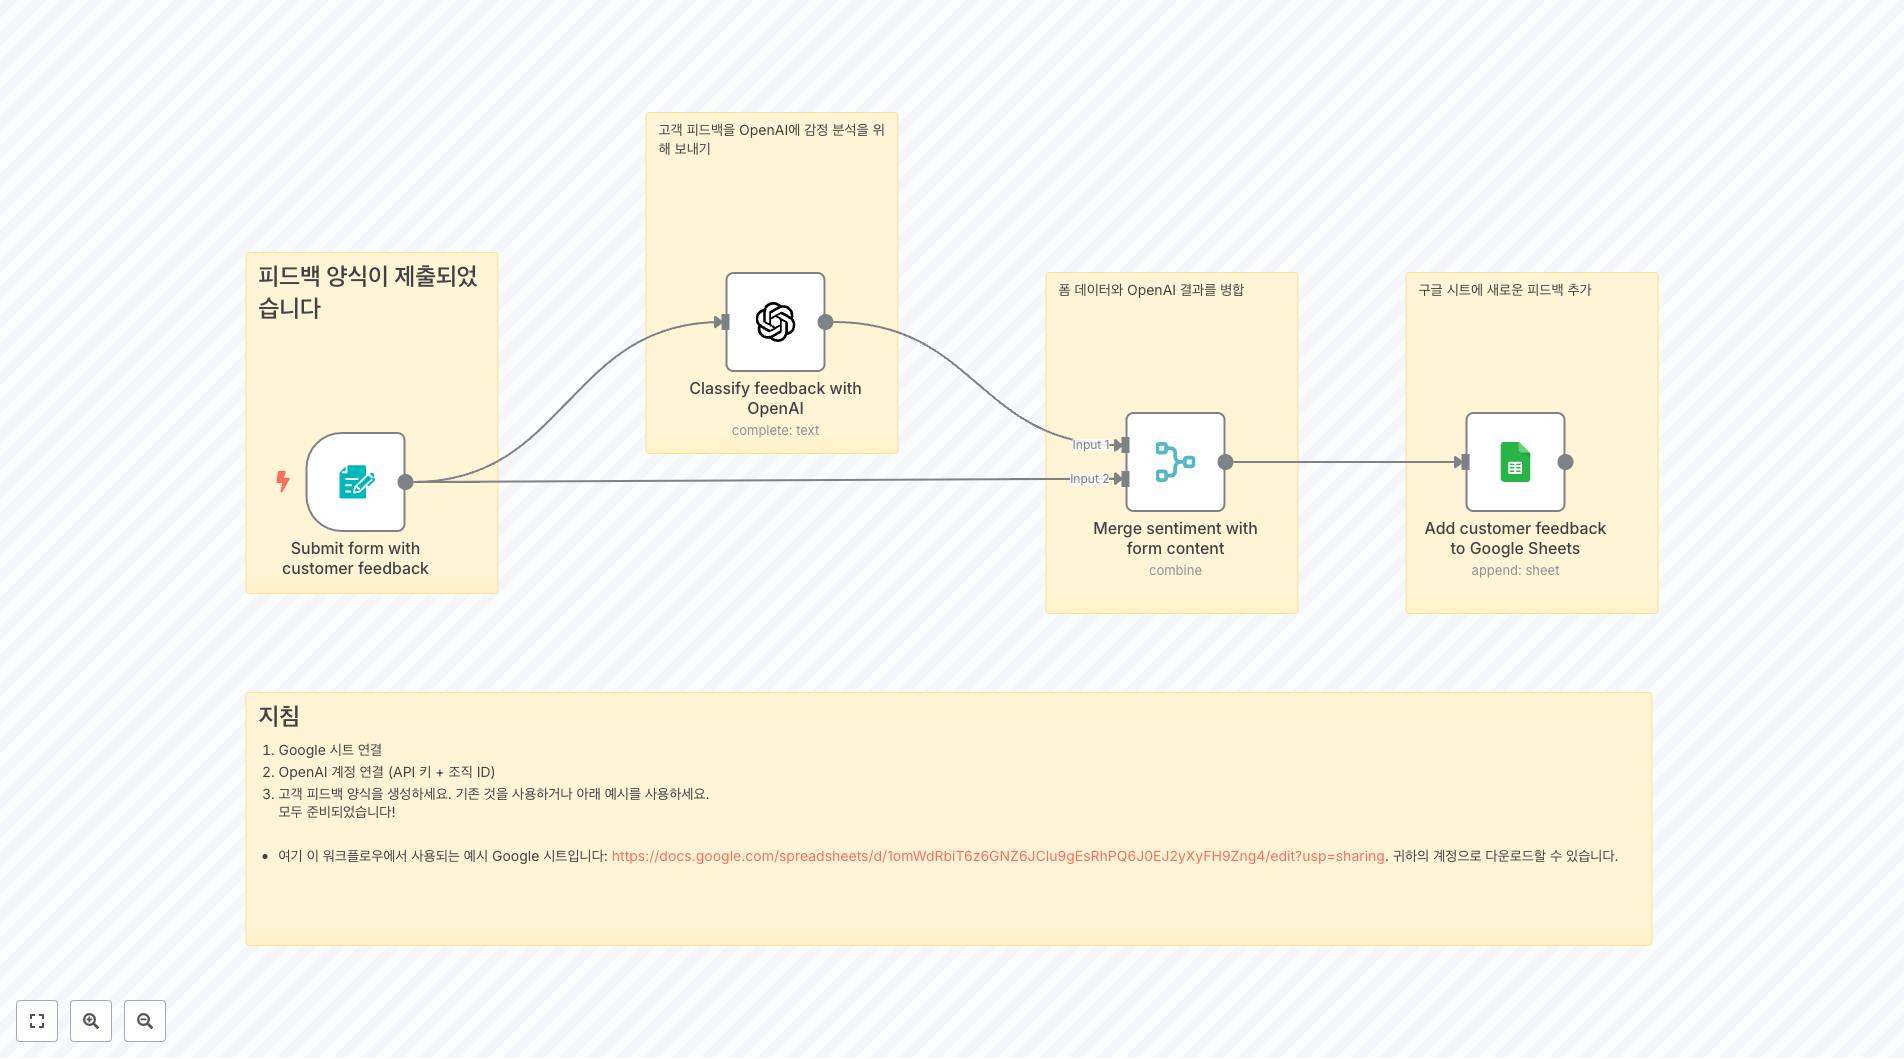 고객 피드백을 OpenAI에 감정 분석을 위
해 보내기
피드백 양식이 제출되었
습니다
폼 데이터와 OpenAI 결과를 병합
구글 시트에 새로운 피드백 추가
Classify feedback with
OpenAI
complete: text
Input 1
Input 2
Submit form with
customer feedback
Merge sentiment with
form content
combine
Add customer feedback
to Google Sheets
append: sheet
지침
1. Google 시트 연결
2. OpenAI 계정 연결 (API 키 + 조직 ID)
3. 고객 피드백 양식을 생성하세요. 기존 것을 사용하거나 아래 예시를 사용하세요.
모두 준비되었습니다!
• 여기 이 워크플로우에서 사용되는 예시 Google 시트입니다: https://docs.google.com/spreadsheets/d/1omWdRbiT6z6GNZ6JClu9gEsRhPQ6J0EJ2yXyFH9Zng4/edit?usp=sharing. 귀하의 계정으로 다운로드할 수 있습니다.